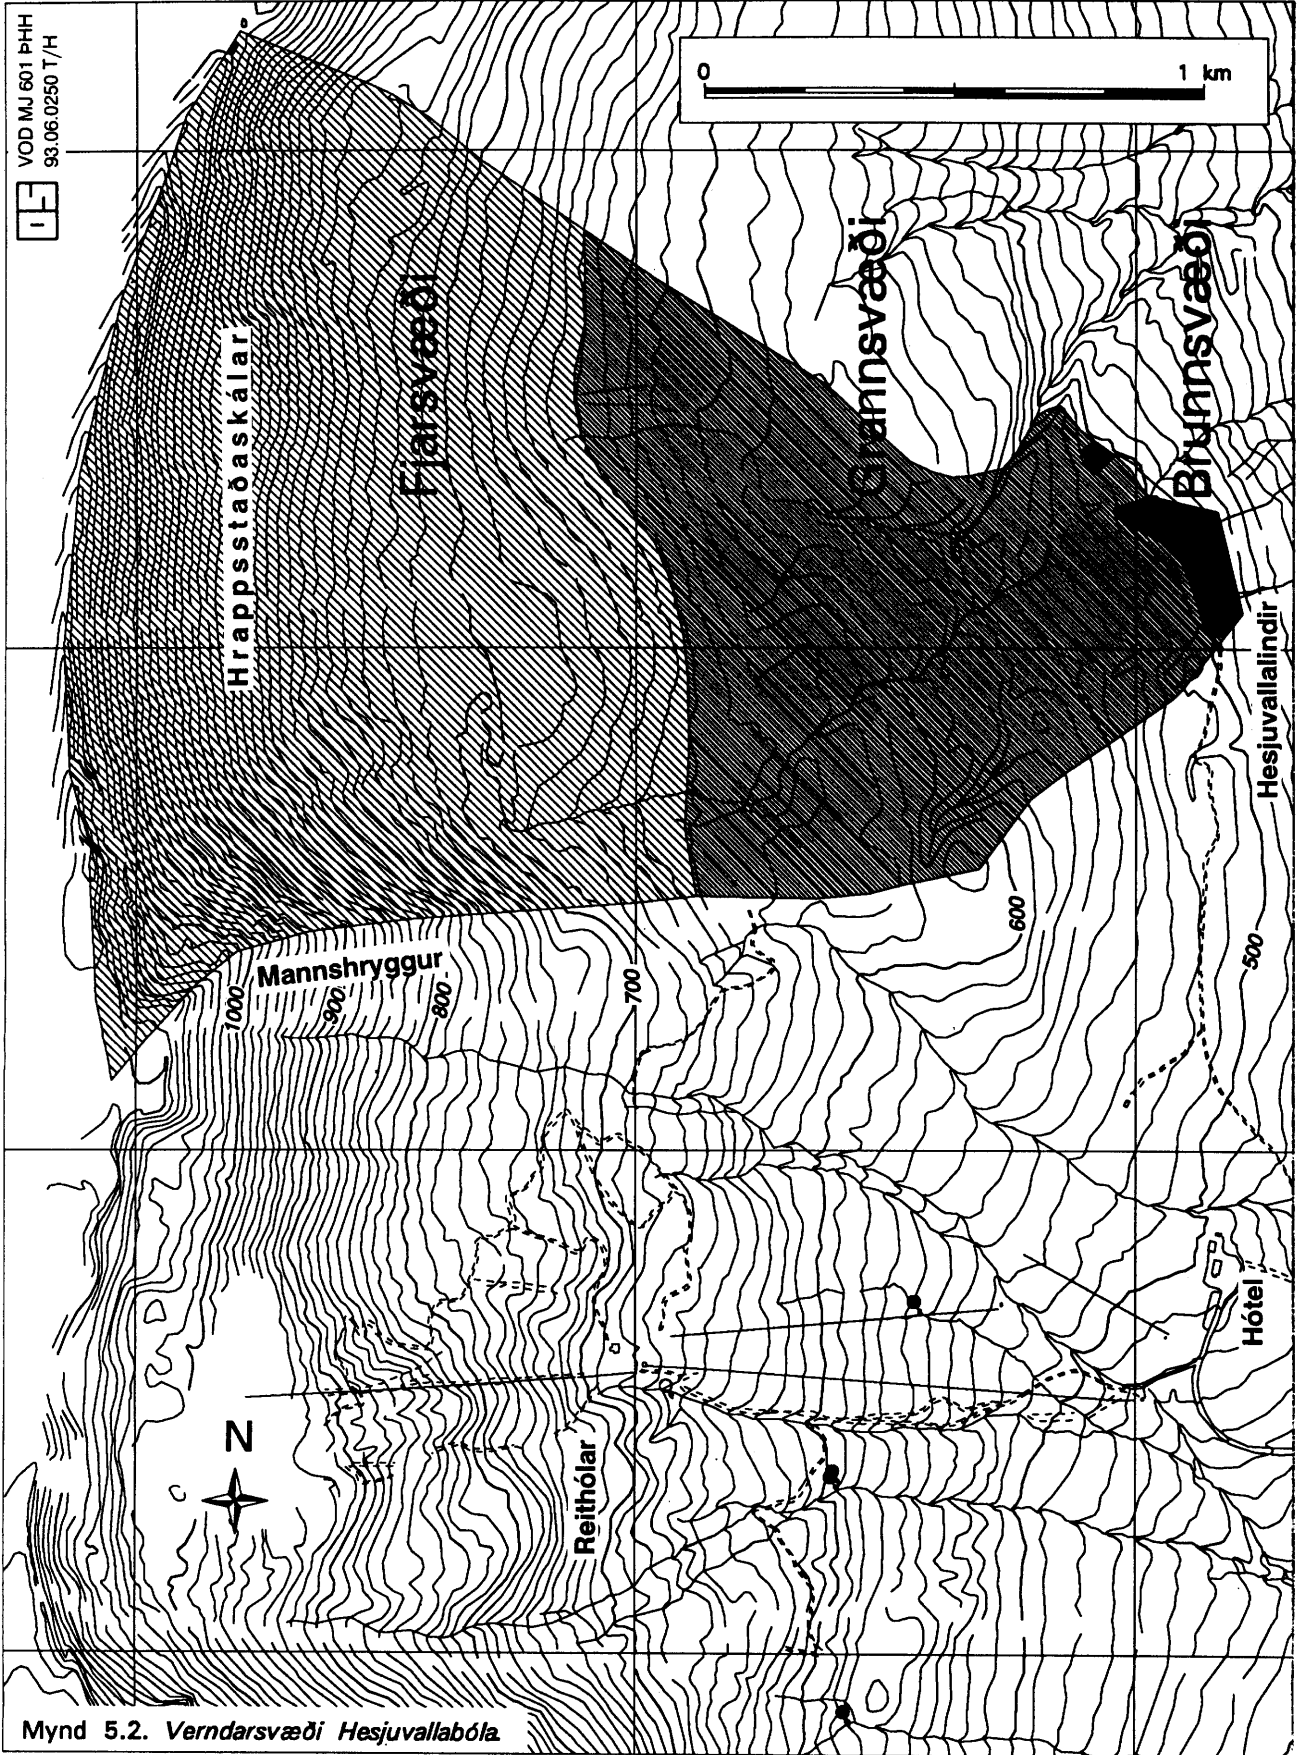 VOD MJ 601 ÞHH
93.06.0250 T/H
0 1 km
Hrappsstaðaskálar
Fjarsvæði
Grannsvæði
Brunnsvæði
Hesjuvallalindir
Mannshryggur
1000
900
800
700
600
500
N
Reithólar
Hótel
Mynd 5.2. Verndarsvæði Hesjuvallabóla.